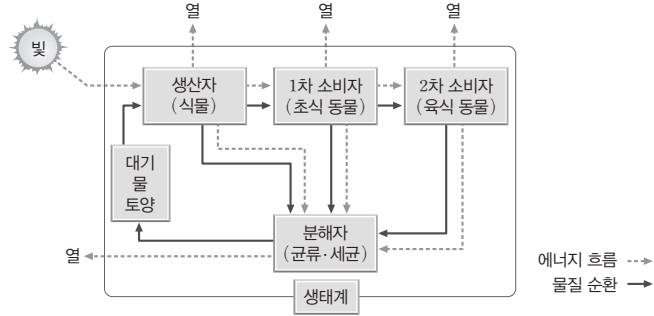 열
열
열
빛
생산자
(식물)
1차 소비자
(초식 동물)
2차 소비자
(육식 동물)
대기
물
토양
분해자
(균류·세균)
열
에너지 흐름
물질 순환
생태계